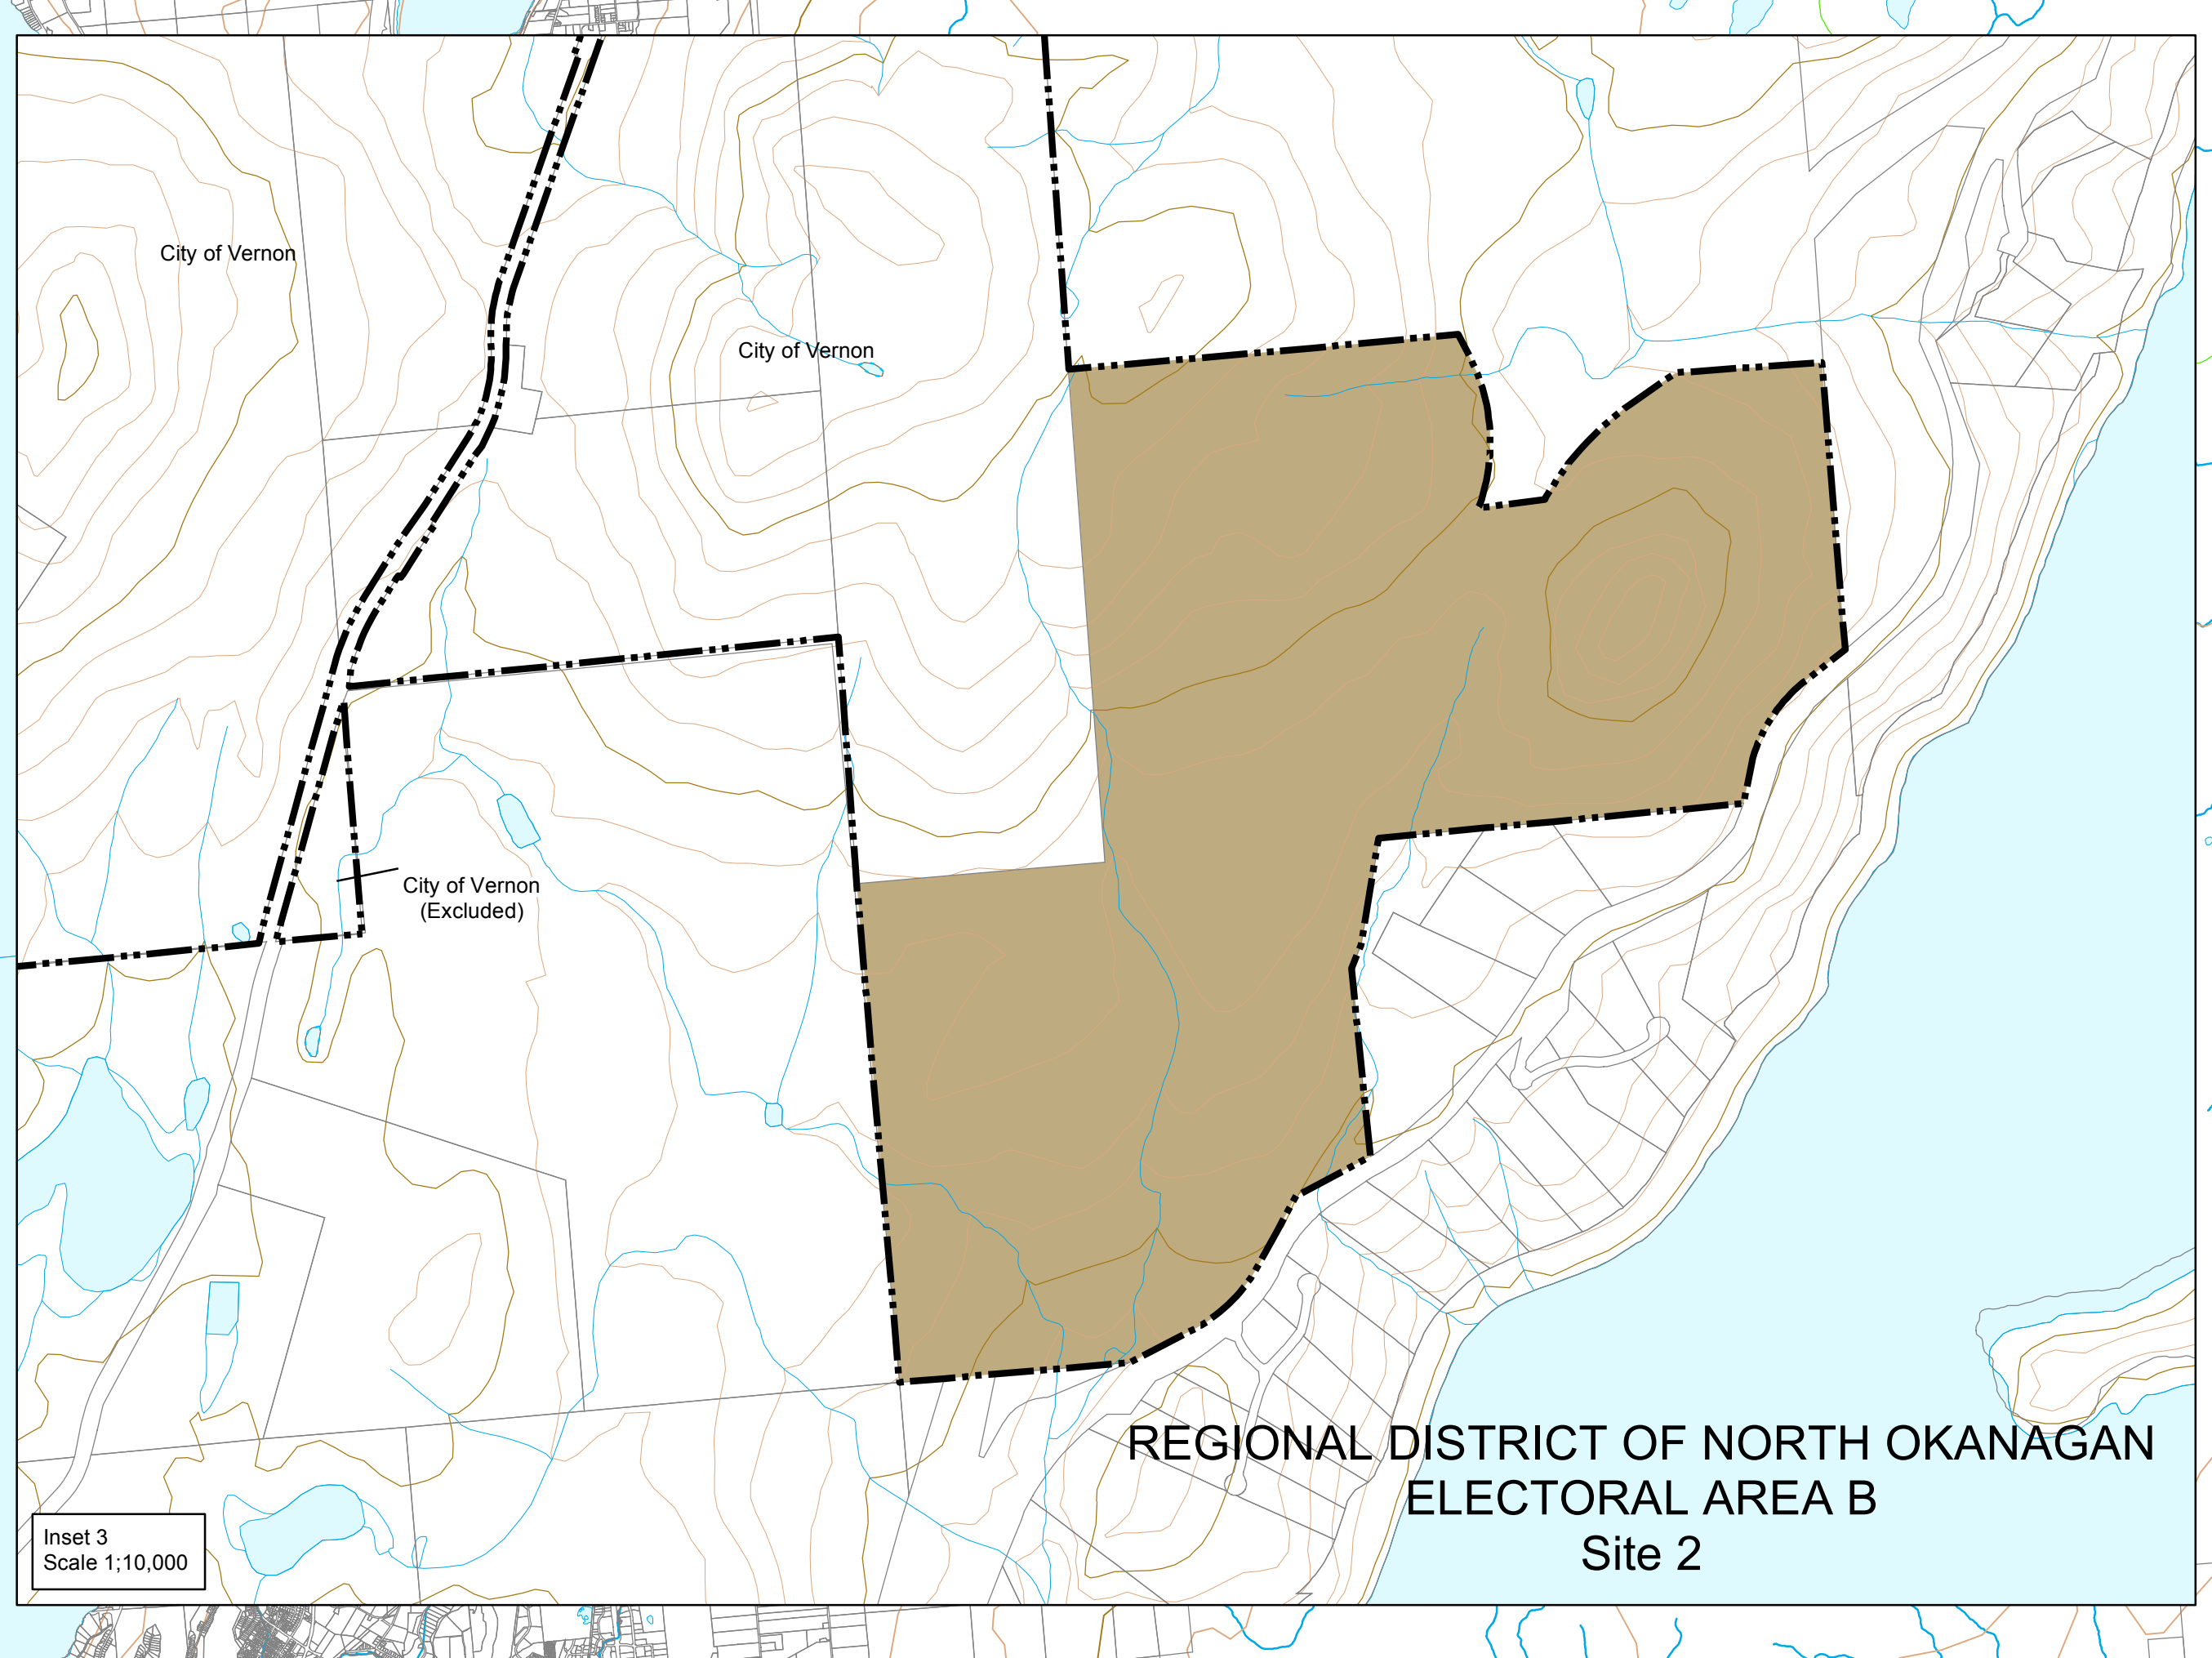 City of Vernon
City of Vernon
City of Vernon
(Excluded)
REGIONAL DISTRICT OF NORTH OKANAGAN
ELECTORAL AREA B
Site 2
Inset 3
Scale 1;10,000